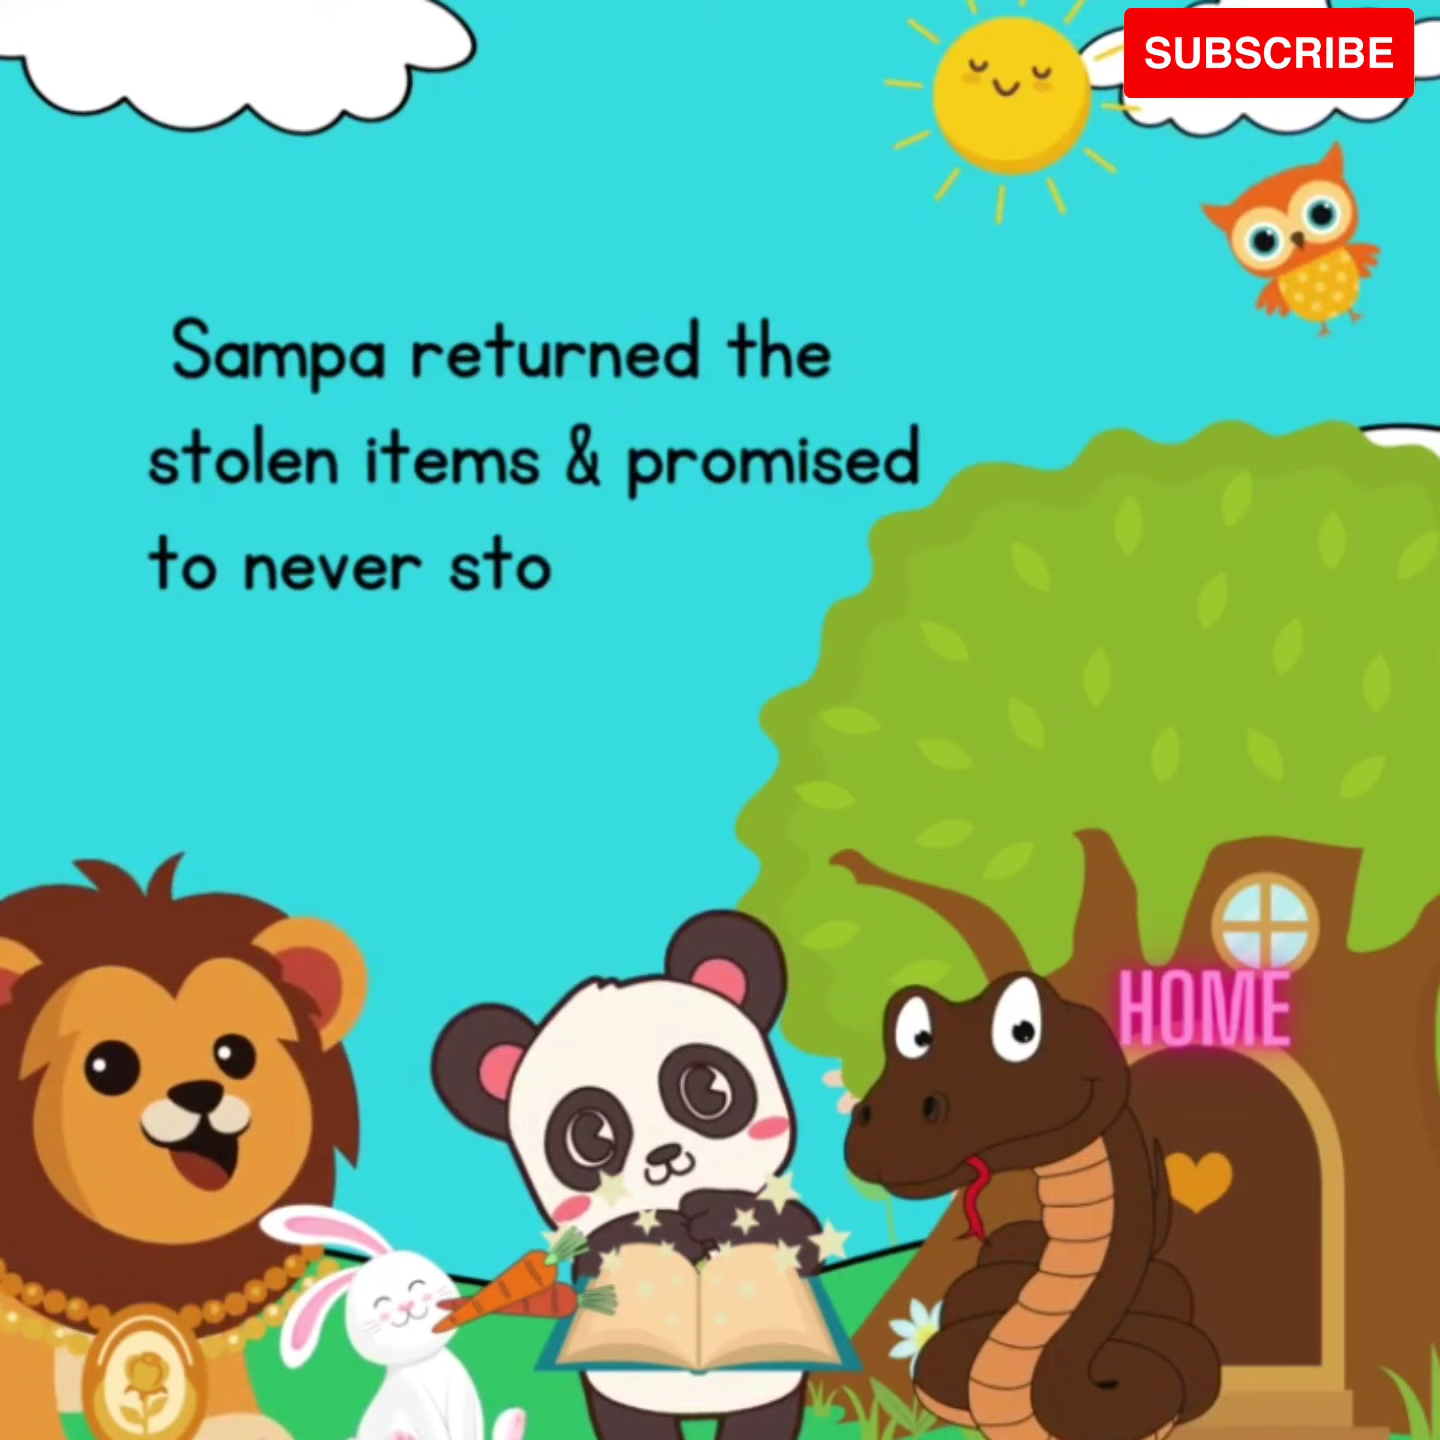 SUBSCRIBE
Sampa returned the
stolen items & promised
to never sto
HOME